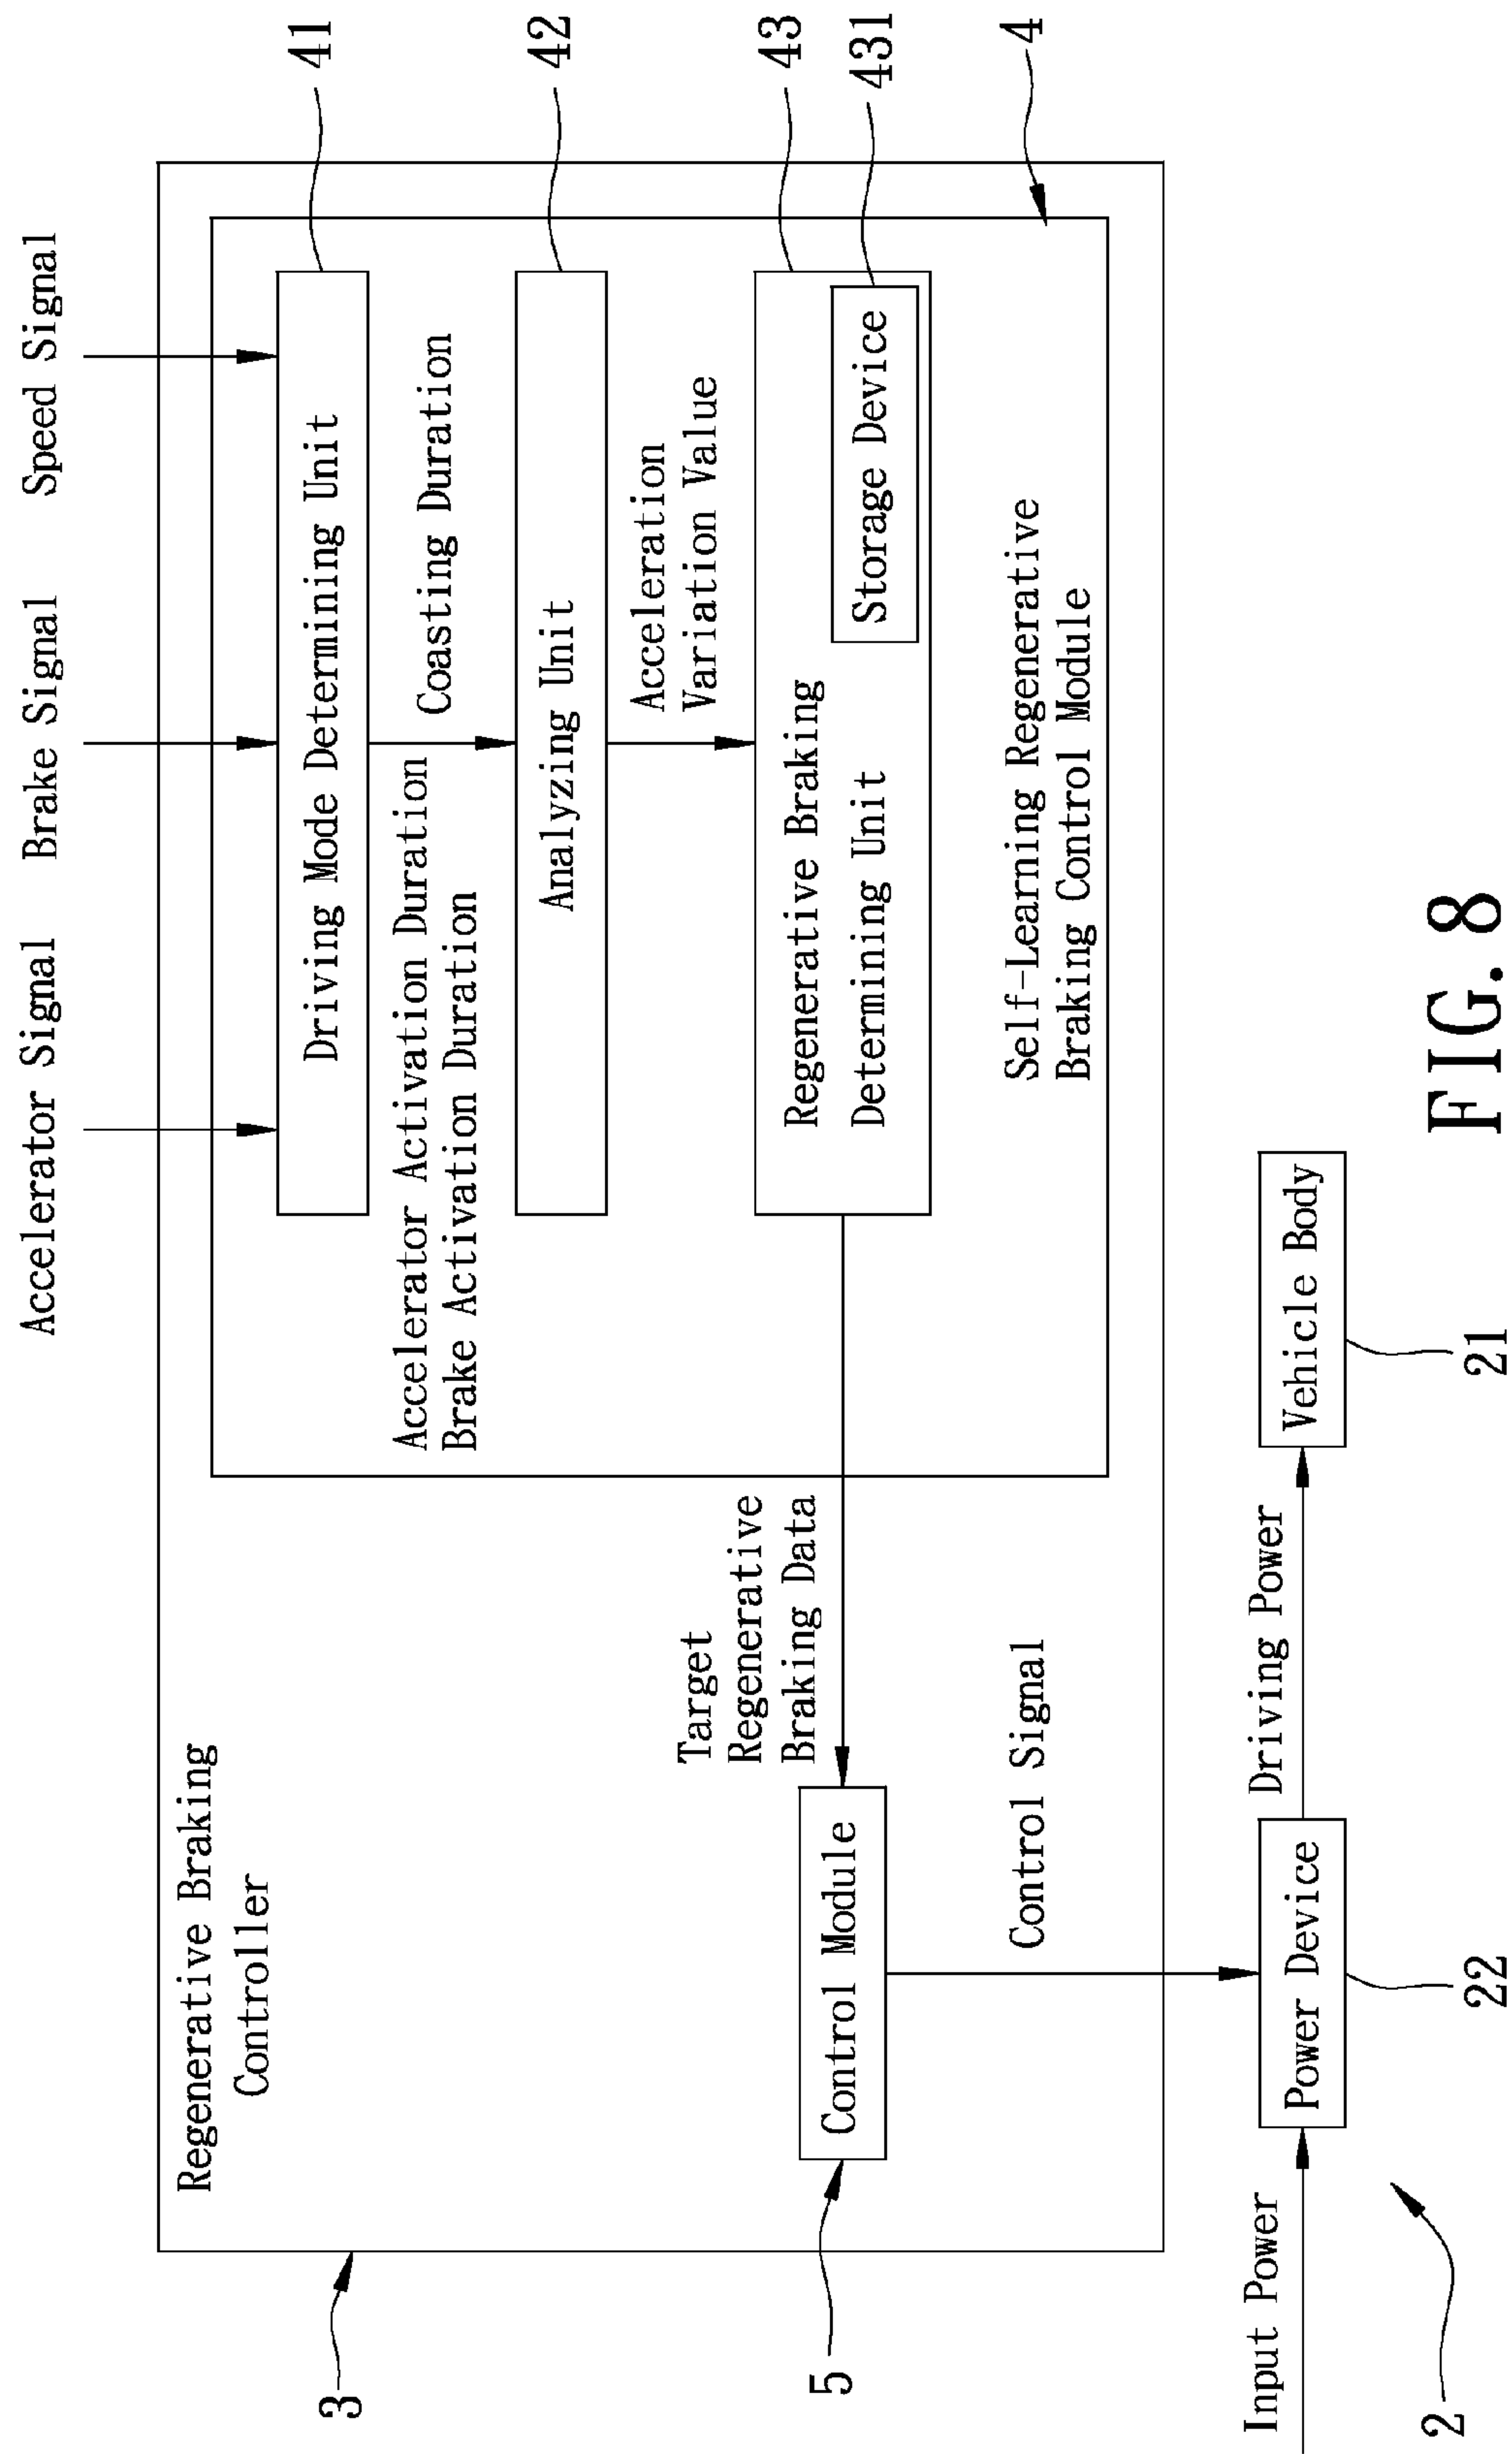 Accelerator Signal
Brake Signal
Speed Signal
Regenerative Braking
Controller
3
Driving Mode Determining Unit
41
Accelerator Activation Duration
Brake Activation Duration
Coasting Duration
Analyzing Unit
42
Acceleration
Variation Value
Regenerative Braking
Determining Unit
43
Storage Device
431
Self-Learning Regenerative
Braking Control Module
4
Target
Regenerative
Braking Data
Control Module
5
Control Signal
Input Power
Power Device
22
Driving Power
Vehicle Body
21
2
FIG. 8